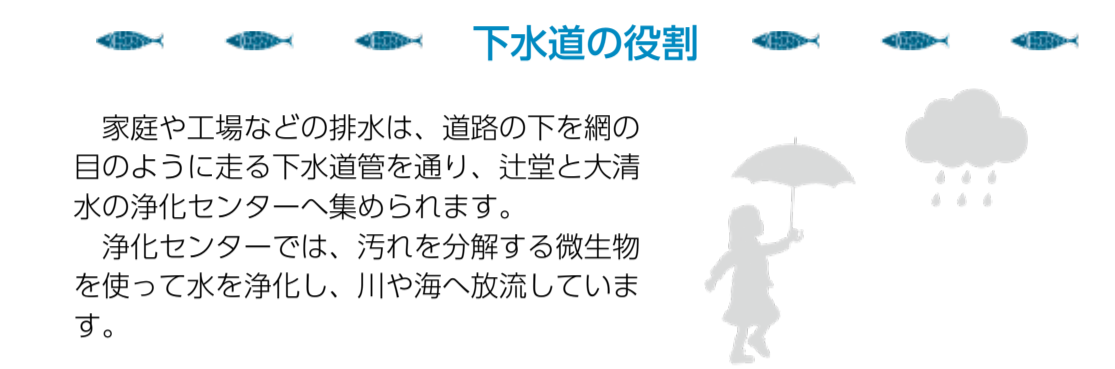 下水道の役割
　家庭や工場などの排水は、道路の下を網の
目のように走る下水道管を通り、辻堂と大清
水の浄化センターへ集められます。
　浄化センターでは、汚れを分解する微生物
を使って水を浄化し、川や海へ放流していま
す。